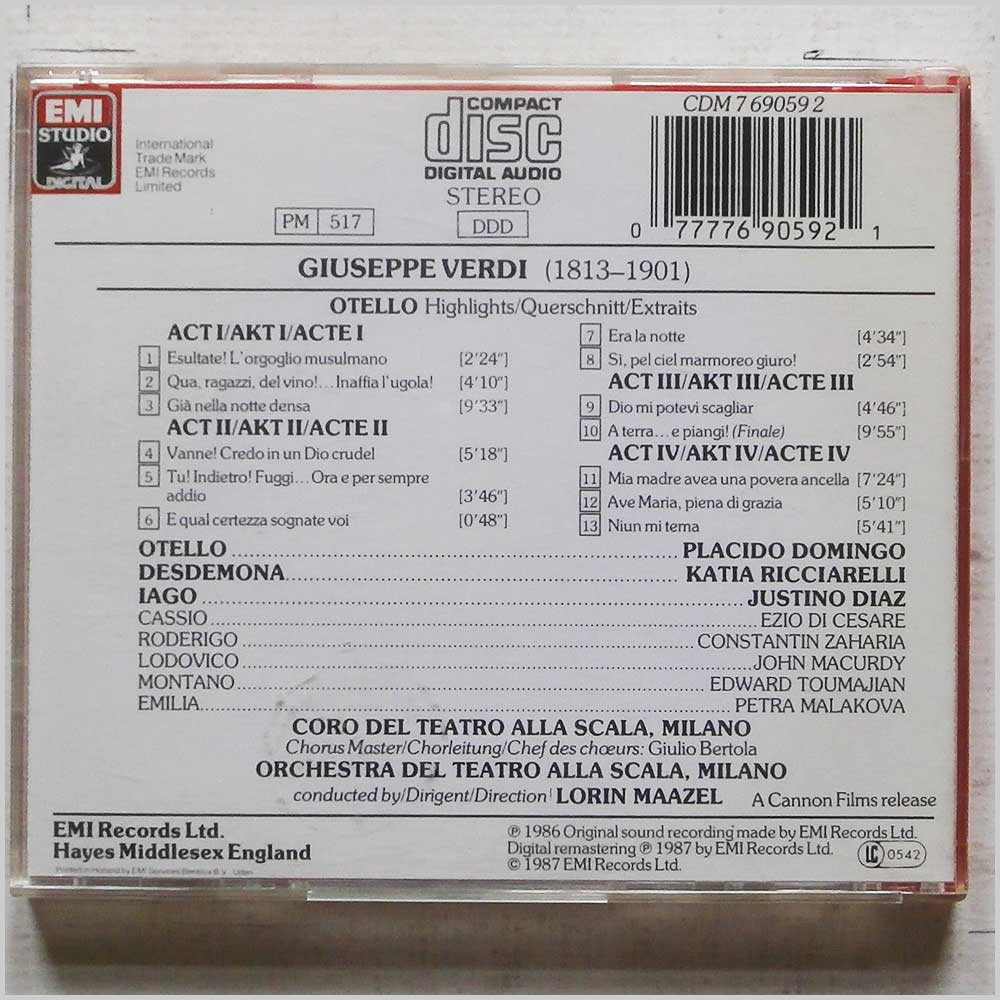 EMI
STUDIO
DIGITAL
International
Trade Mark
EMI Records
Limited
COMPACT
disc
DIGITAL AUDIO
STEREO
PM 517
DDD
CDM 7 69059 2
0 77776 90592 1
GIUSEPPE VERDI (1813–1901)
OTELLO Highlights/Querschnitt/Extraits
ACT I/AKT I/ACTE I
1 Esultate! L'orgoglio musulmano [2'24"]
2 Qua, ragazzi, del vino!... Inaffia l'ugola! [4'10"]
3 Già nella notte densa [9'33"]
ACT II/AKT II/ACTE II
4 Vanne! Credo in un Dio crudel [5'18"]
5 Tu! Indietro! Fuggi... Ora e per sempre
addio [3'46"]
6 E qual certezza sognate voi [0'48"]
7 Era la notte [4'34"]
8 Sì, pel ciel marmoreo giuro! [2'54"]
ACT III/AKT III/ACTE III
9 Dio mi potevi scagliar [4'46"]
10 A terra... e piangi! (Finale) [9'55"]
ACT IV/AKT IV/ACTE IV
11 Mia madre avea una povera ancella [7'24"]
12 Ave Maria, piena di grazia [5'10"]
13 Niun mi tema [5'41"]
OTELLO PLACIDO DOMINGO
DESDEMONA KATIA RICCIARELLI
IAGO JUSTINO DIAZ
CASSIO EZIO DI CESARE
RODERIGO CONSTANTIN ZAHARIA
LODOVICO JOHN MACURDY
MONTANO EDWARD TOUMAJIAN
EMILIA PETRA MALAKOVA
CORO DEL TEATRO ALLA SCALA, MILANO
Chorus Master/Chorleitung/Chef des chœurs: Giulio Bertola
ORCHESTRA DEL TEATRO ALLA SCALA, MILANO
conducted by/Dirigent/Direction LORIN MAAZEL A Cannon Films release
EMI Records Ltd.
Hayes Middlesex England
Printed in Holland by EMI Services Benelux B.V. Uden
℗ 1986 Original sound recording made by EMI Records Ltd.
Digital remastering ℗ 1987 by EMI Records Ltd.
© 1987 EMI Records Ltd.
LC 0542